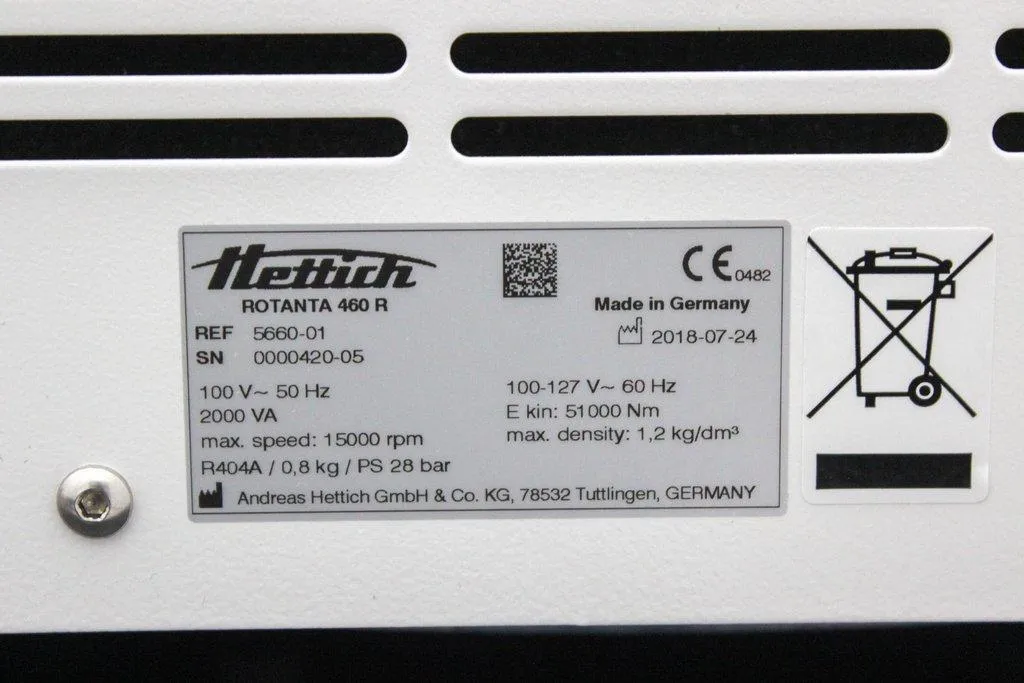 Hettich
ROTANTA 460 R
CE 0482
Made in Germany
REF 5660-01
2018-07-24
SN 0000420-05
100 V~ 50 Hz
100-127 V~ 60 Hz
2000 VA
E kin: 51000 Nm
max. speed: 15000 rpm
max. density: 1,2 kg/dm³
R404A / 0,8 kg / PS 28 bar
Andreas Hettich GmbH & Co. KG, 78532 Tuttlingen, GERMANY